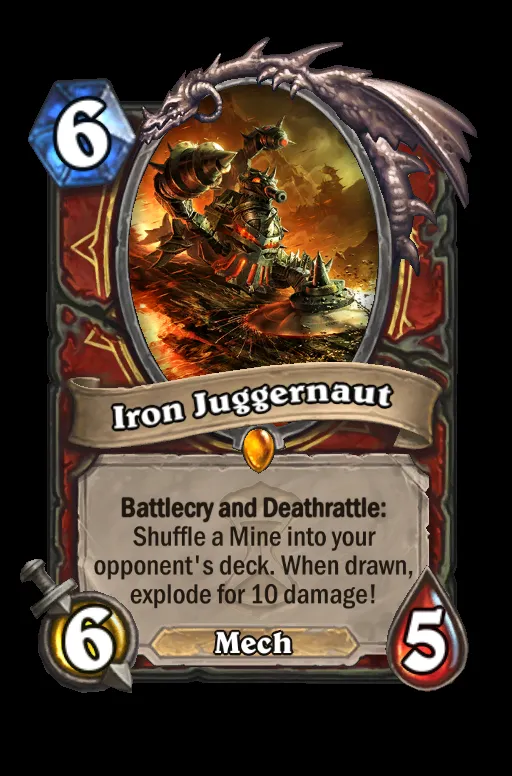 6
Iron Juggernaut
Battlecry and Deathrattle:
Shuffle a Mine into your
opponent's deck. When drawn,
explode for 10 damage!
6
Mech
5